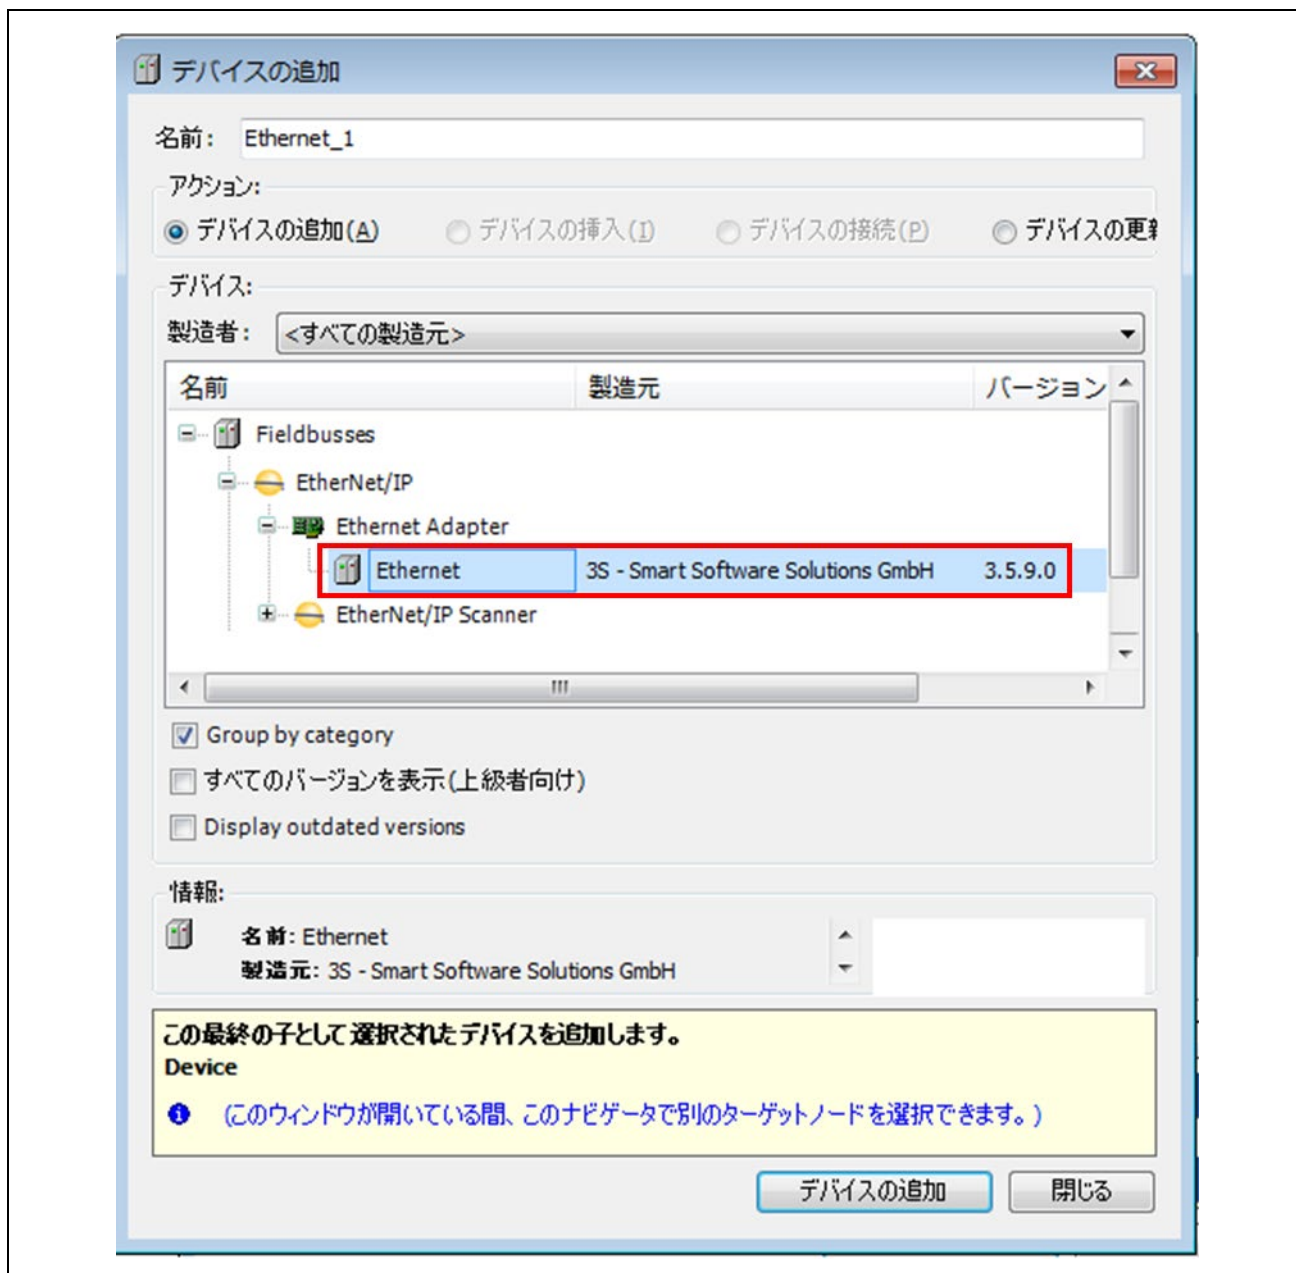 デバイスの追加
名前: Ethernet_1
アクション:
デバイスの追加(A) デバイスの挿入(I) デバイスの接続(P) デバイスの更
デバイス:
製造者: <すべての製造元>
名前 製造元 バージョン
Fieldbusses
EtherNet/IP
Ethernet Adapter
Ethernet 3S - Smart Software Solutions GmbH 3.5.9.0
EtherNet/IP Scanner
Group by category
すべてのバージョンを表示(上級者向け)
Display outdated versions
情報:
名前: Ethernet
製造元: 3S - Smart Software Solutions GmbH
この最終の子として選択されたデバイスを追加します。
Device
(このウィンドウが開いている間、このナビゲータで別のターゲットノードを選択できます。)
デバイスの追加 閉じる